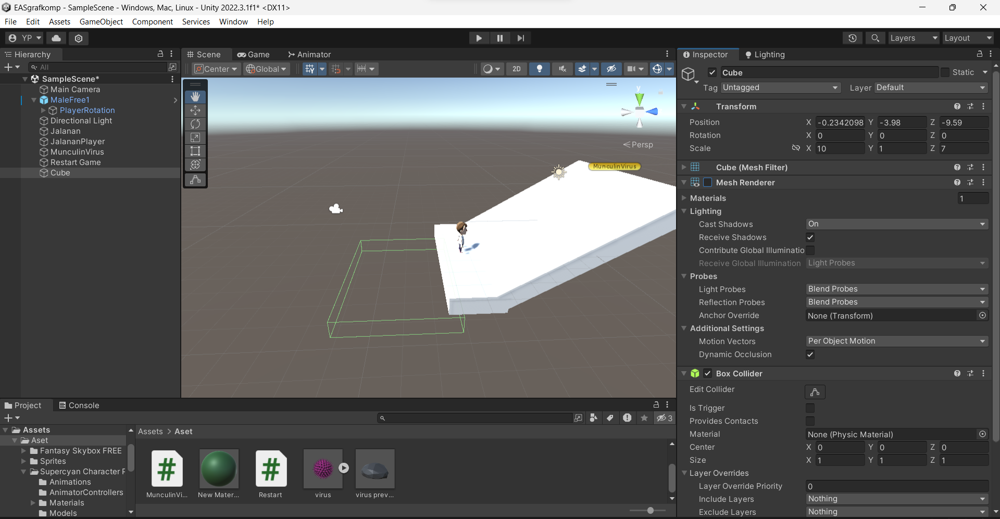 EASgrafkomp - SampleScene - Windows, Mac, Linux - Unity 2022.3.1f1* <DX11>
File Edit Assets GameObject Component Services Window Help
YP Layers Layout
Hierarchy
All
SampleScene*
Main Camera
MaleFree1
PlayerRotation
Directional Light
Jalanan
JalananPlayer
MunculinVirus
Restart Game
Cube
Scene Game Animator
Center Global 2D
y
Persp
MunculinVirus
Inspector Lighting
Cube Static
Tag Untagged Layer Default
Transform
Position X -0.2342098 Y -3.98 Z -9.59
Rotation X 0 Y 0 Z 0
Scale X 10 Y 1 Z 7
Cube (Mesh Filter)
Mesh Renderer
Materials 1
Lighting
Cast Shadows On
Receive Shadows
Contribute Global Illuminatio
Receive Global Illumination Light Probes
Probes
Light Probes Blend Probes
Reflection Probes Blend Probes
Anchor Override None (Transform)
Additional Settings
Motion Vectors Per Object Motion
Dynamic Occlusion
Box Collider
Edit Collider
Is Trigger
Provides Contacts
Material None (Physic Material)
Center X 0 Y 0 Z 0
Size X 1 Y 1 Z 1
Layer Overrides
Layer Override Priority 0
Include Layers Nothing
Exclude Layers Nothing
Project Console
3
Assets
Aset
Fantasy Skybox FREE
Sprites
Supercyan Character P
Animations
AnimatorControllers
Materials
Models
Assets > Aset
MunculinVi...
New Mater...
Restart
virus
virus prev...